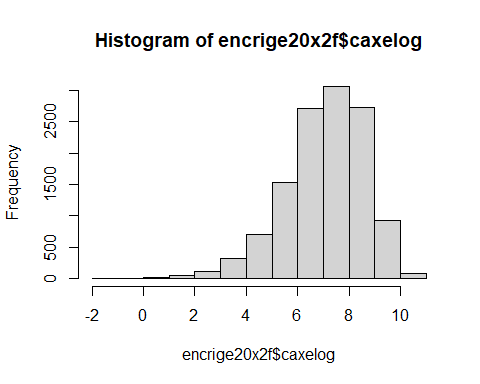 Histogram of encrige20x2f$caxelog
Frequency
2500
1500
500
0
-2 0 2 4 6 8 10
encrige20x2f$caxelog